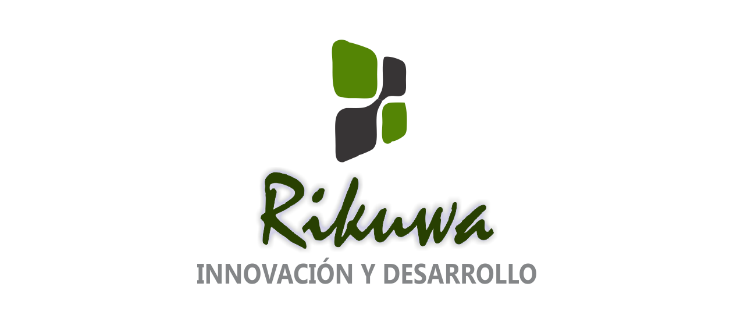 Rikuwa
INNOVACIÓN Y DESARROLLO